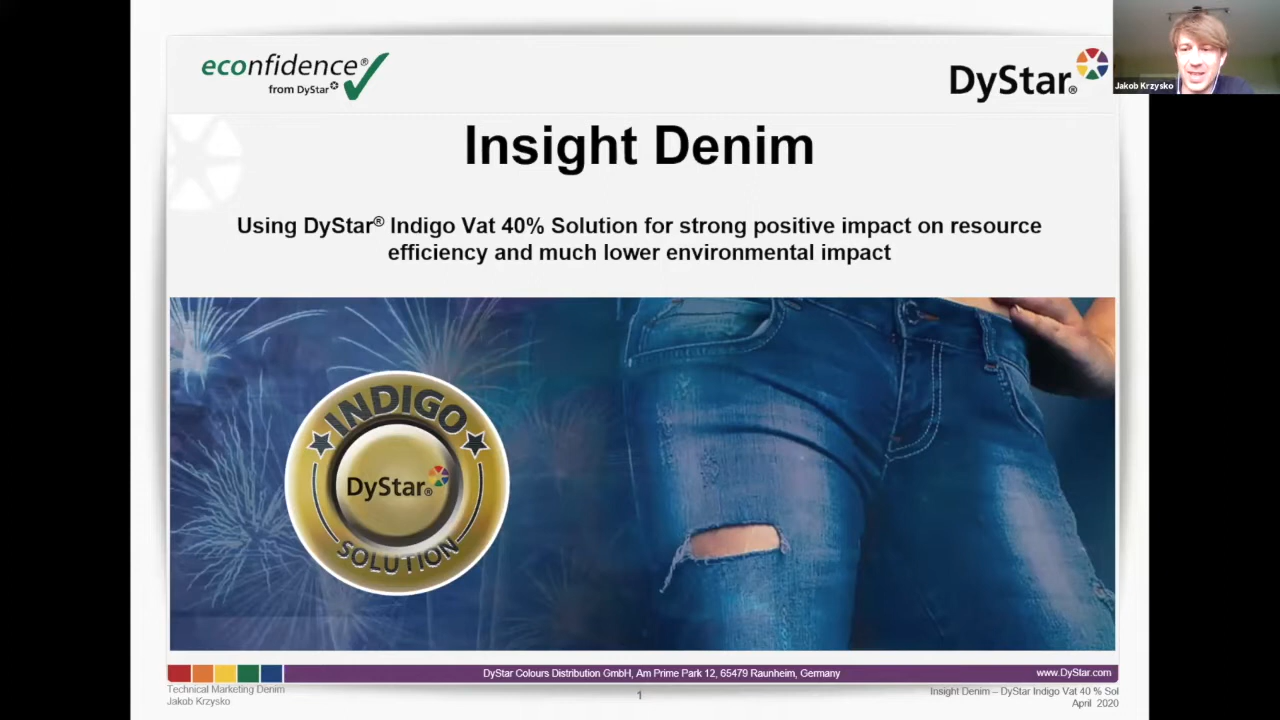 econfidence®
from DyStar
DyStar®
Jakob Krzysko
Insight Denim
Using DyStar® Indigo Vat 40% Solution for strong positive impact on resource
efficiency and much lower environmental impact
INDIGO
DyStar®
SOLUTION
DyStar Colours Distribution GmbH, Am Prime Park 12, 65479 Raunheim, Germany
www.DyStar.com
Technical Marketing Denim
Jakob Krzysko
1
Insight Denim – DyStar Indigo Vat 40 % Sol
April 2020